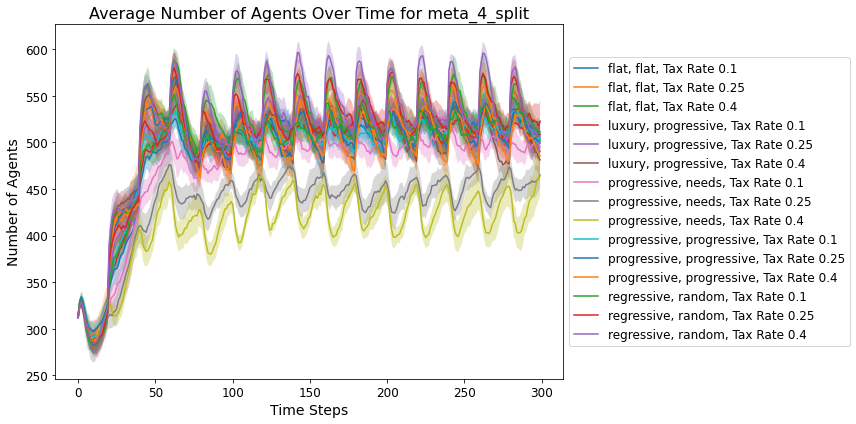 Average Number of Agents Over Time for meta_4_split
600
550
500
450
400
350
300
250
Number of Agents
0 50 100 150 200 250 300
Time Steps
flat, flat, Tax Rate 0.1
flat, flat, Tax Rate 0.25
flat, flat, Tax Rate 0.4
luxury, progressive, Tax Rate 0.1
luxury, progressive, Tax Rate 0.25
luxury, progressive, Tax Rate 0.4
progressive, needs, Tax Rate 0.1
progressive, needs, Tax Rate 0.25
progressive, needs, Tax Rate 0.4
progressive, progressive, Tax Rate 0.1
progressive, progressive, Tax Rate 0.25
progressive, progressive, Tax Rate 0.4
regressive, random, Tax Rate 0.1
regressive, random, Tax Rate 0.25
regressive, random, Tax Rate 0.4